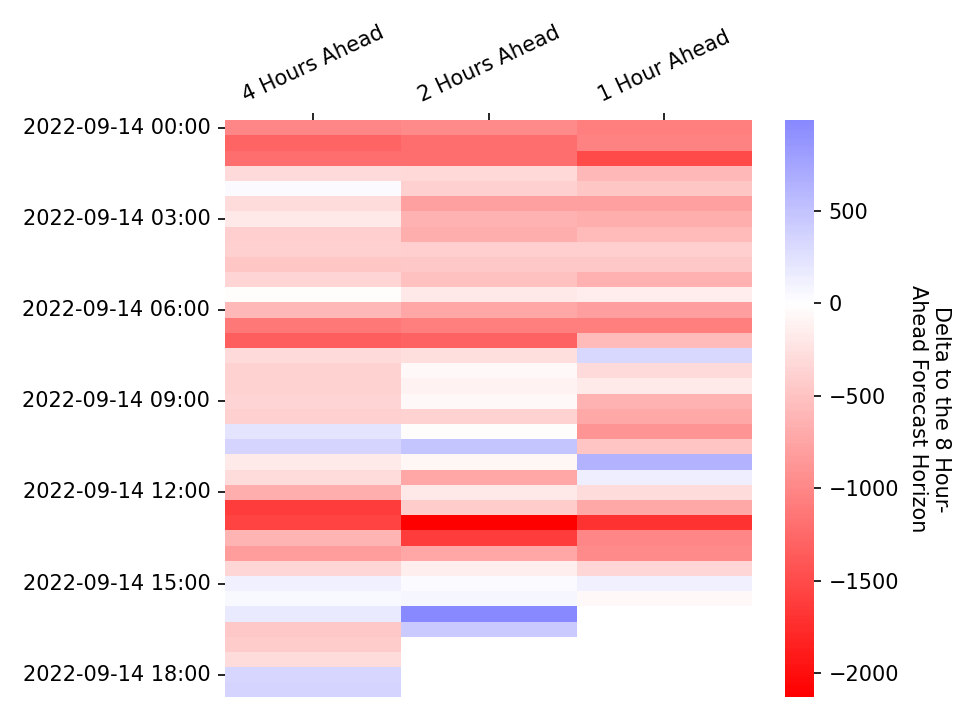 4 Hours Ahead
2 Hours Ahead
1 Hour Ahead
2022-09-14 00:00
2022-09-14 03:00
2022-09-14 06:00
2022-09-14 09:00
2022-09-14 12:00
2022-09-14 15:00
2022-09-14 18:00
500
0
−500
−1000
−1500
−2000
Delta to the 8 Hour-
Ahead Forecast Horizon